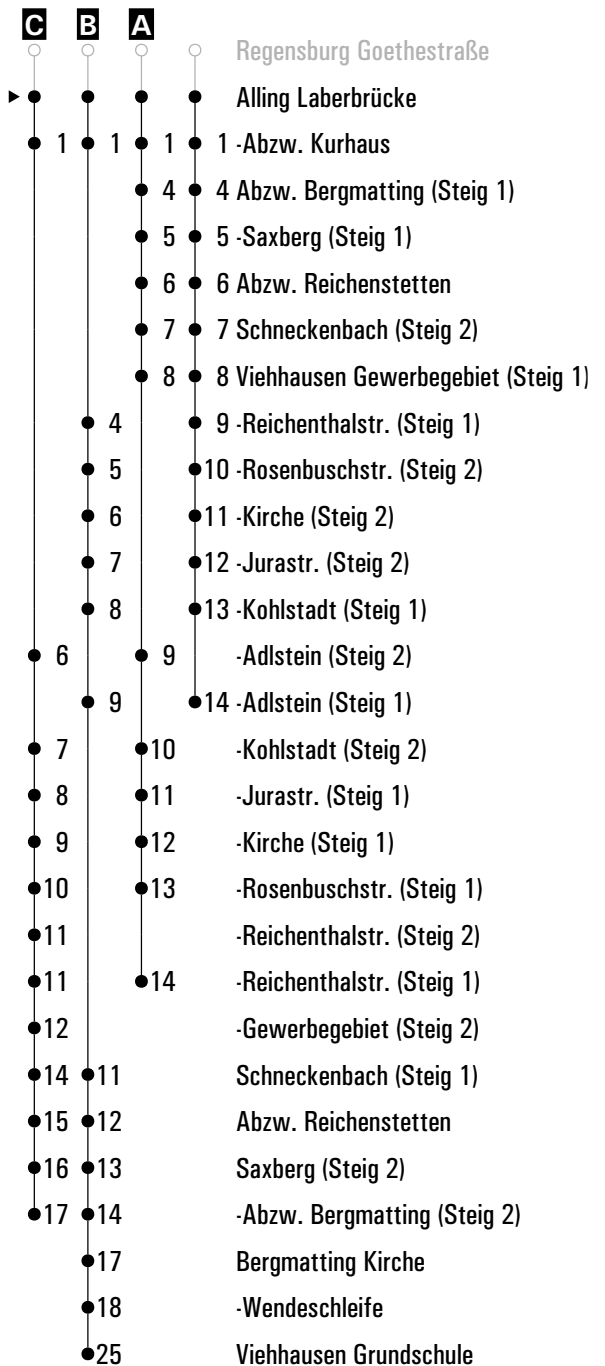 C B A
Regensburg Goethestraße
Alling Laberbrücke
1 1 1 1 -Abzw. Kurhaus
4 4 Abzw. Bergmatting (Steig 1)
5 5 -Saxberg (Steig 1)
6 6 Abzw. Reichenstetten
7 7 Schneckenbach (Steig 2)
8 8 Viehhausen Gewerbegebiet (Steig 1)
4 9 -Reichenthalstr. (Steig 1)
5 10 -Rosenbuschstr. (Steig 2)
6 11 -Kirche (Steig 2)
7 12 -Jurastr. (Steig 2)
8 13 -Kohlstadt (Steig 1)
6 9 -Adlstein (Steig 2)
9 14 -Adlstein (Steig 1)
7 10 -Kohlstadt (Steig 2)
8 11 -Jurastr. (Steig 1)
9 12 -Kirche (Steig 1)
10 13 -Rosenbuschstr. (Steig 1)
11 -Reichenthalstr. (Steig 2)
11 14 -Reichenthalstr. (Steig 1)
12 -Gewerbegebiet (Steig 2)
14 11 Schneckenbach (Steig 1)
15 12 Abzw. Reichenstetten
16 13 Saxberg (Steig 2)
17 14 -Abzw. Bergmatting (Steig 2)
17 Bergmatting Kirche
18 -Wendeschleife
25 Viehhausen Grundschule